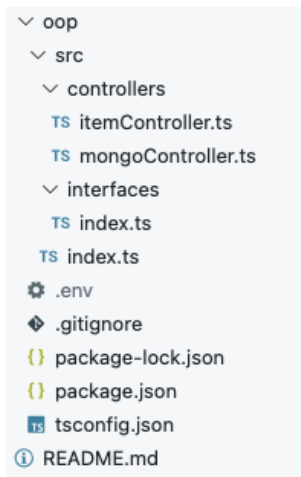 oop
src
controllers
TS itemController.ts
TS mongoController.ts
interfaces
TS index.ts
TS index.ts
.env
.gitignore
{} package-lock.json
{} package.json
TS tsconfig.json
README.md